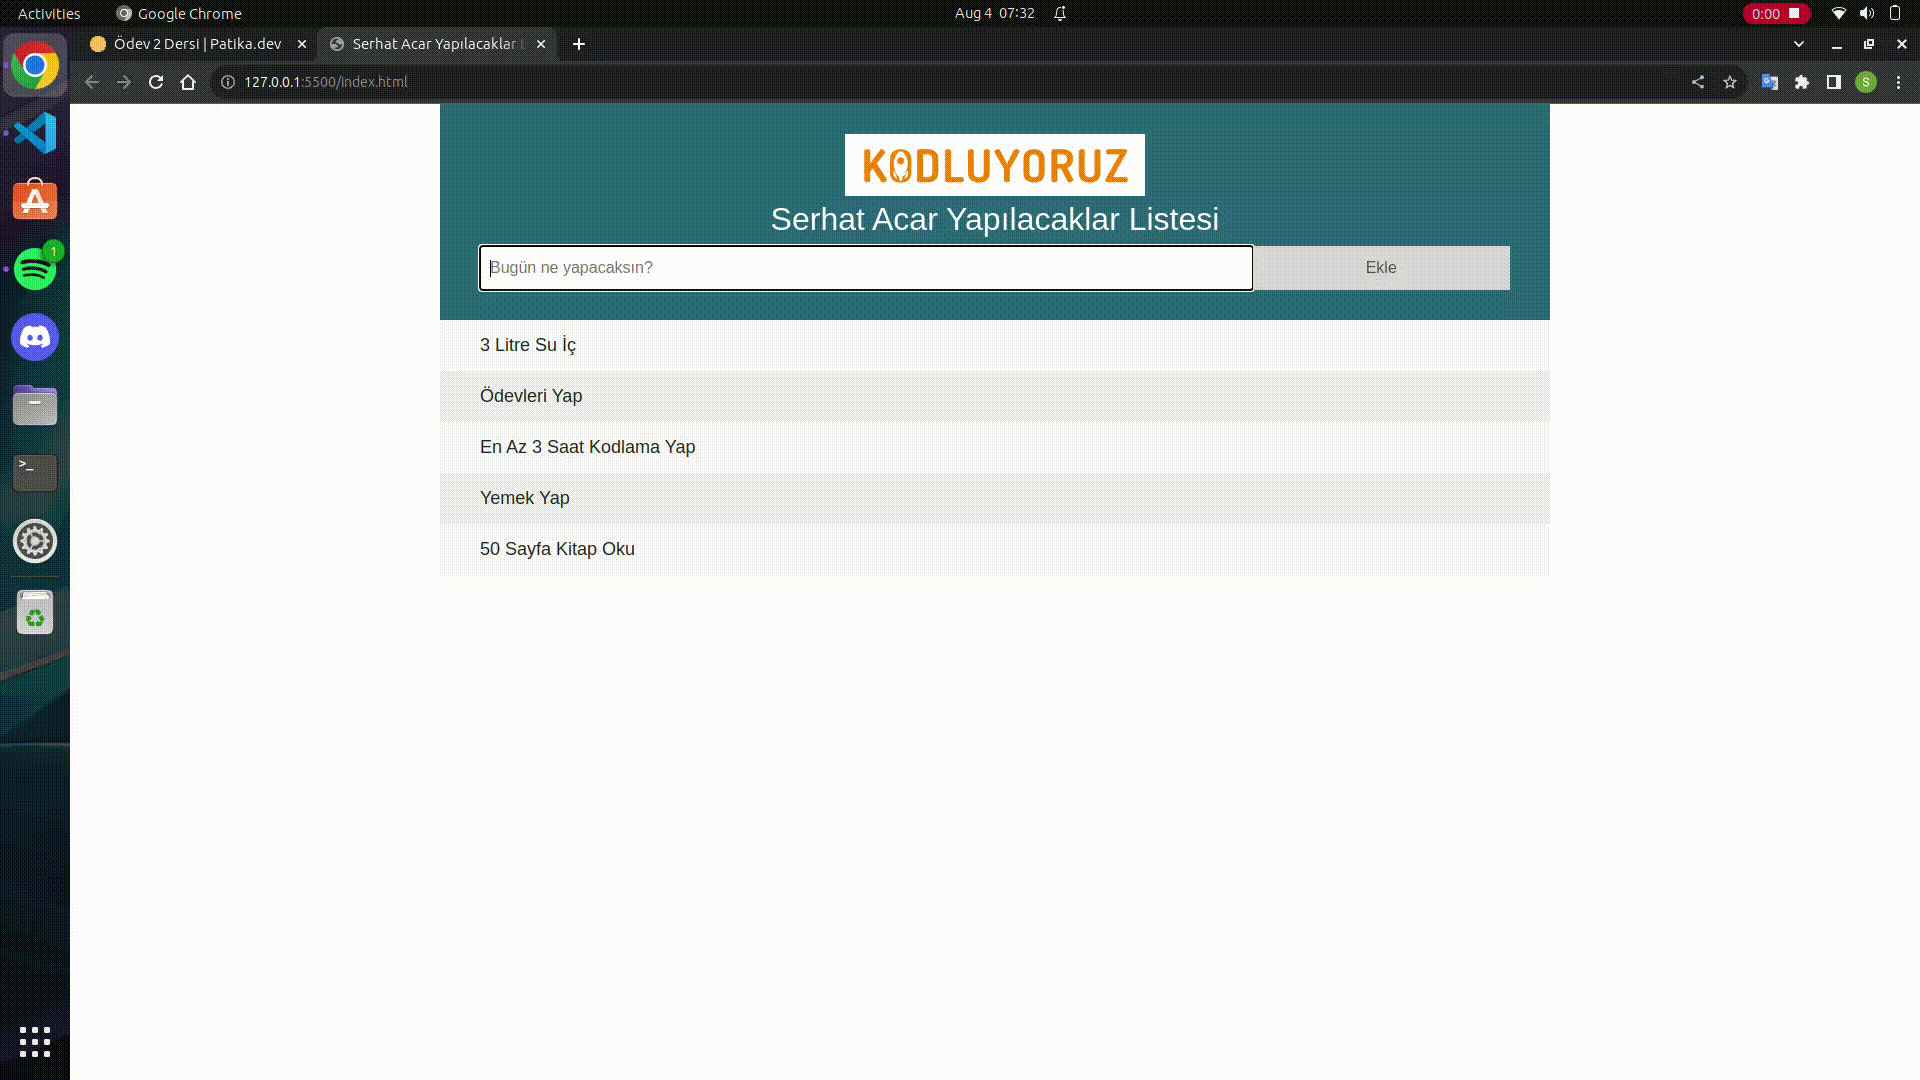 Activities
Google Chrome
Aug 4 07:32
0:00
Ödev 2 Dersi | Patika.dev
Serhat Acar Yapılacaklar
127.0.0.1:5500/index.html
S
1
KODLUYORUZ
Serhat Acar Yapılacaklar Listesi
Bugün ne yapacaksın?
Ekle
3 Litre Su İç
Ödevleri Yap
En Az 3 Saat Kodlama Yap
Yemek Yap
50 Sayfa Kitap Oku